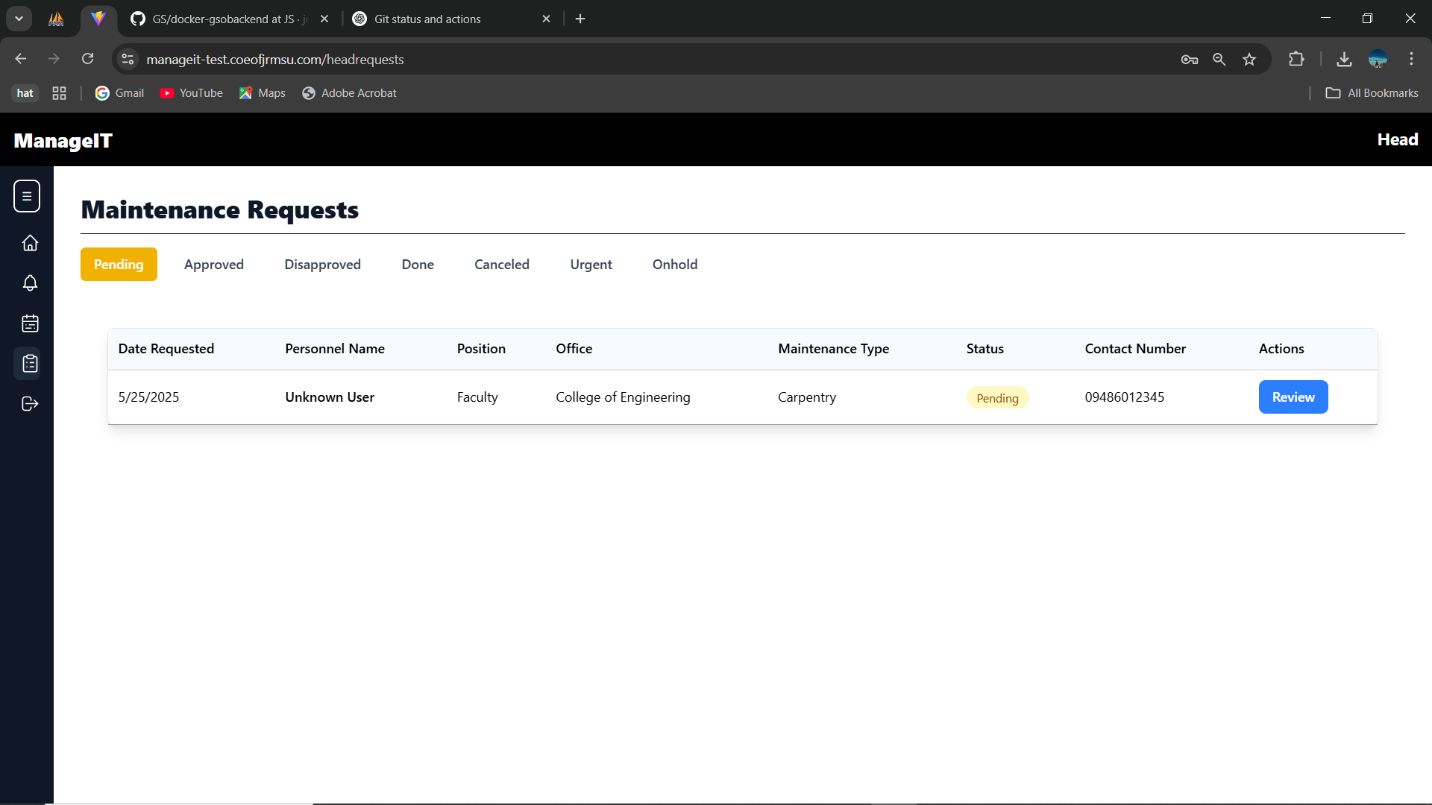 GS/docker-gsobackend at JS · j
Git status and actions
manageit-test.coeofjrmsu.com/headrequests
hat
Gmail
YouTube
Maps
Adobe Acrobat
All Bookmarks
ManageIT
Head
Maintenance Requests
Pending Approved Disapproved Done Canceled Urgent Onhold
Date Requested Personnel Name Position Office Maintenance Type Status Contact Number Actions
5/25/2025 Unknown User Faculty College of Engineering Carpentry Pending 09486012345 Review